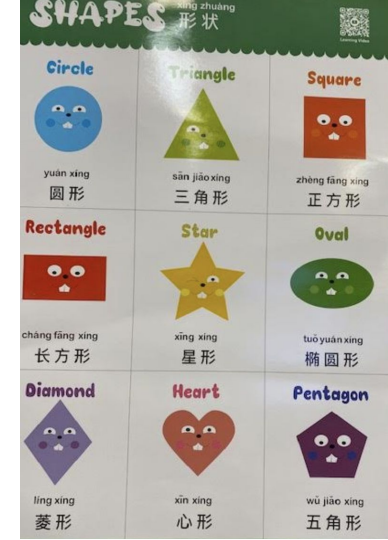 SHAPES
xíng zhuàng
形状
Learning Video
Circle
yuán xíng
圆形
Triangle
sān jiǎo xíng
三角形
Square
zhèng fāng xíng
正方形
Rectangle
cháng fāng xíng
长方形
Star
xīng xíng
星形
Oval
tuǒ yuán xíng
椭圆形
Diamond
líng xíng
菱形
Heart
xīn xíng
心形
Pentagon
wǔ jiǎo xíng
五角形